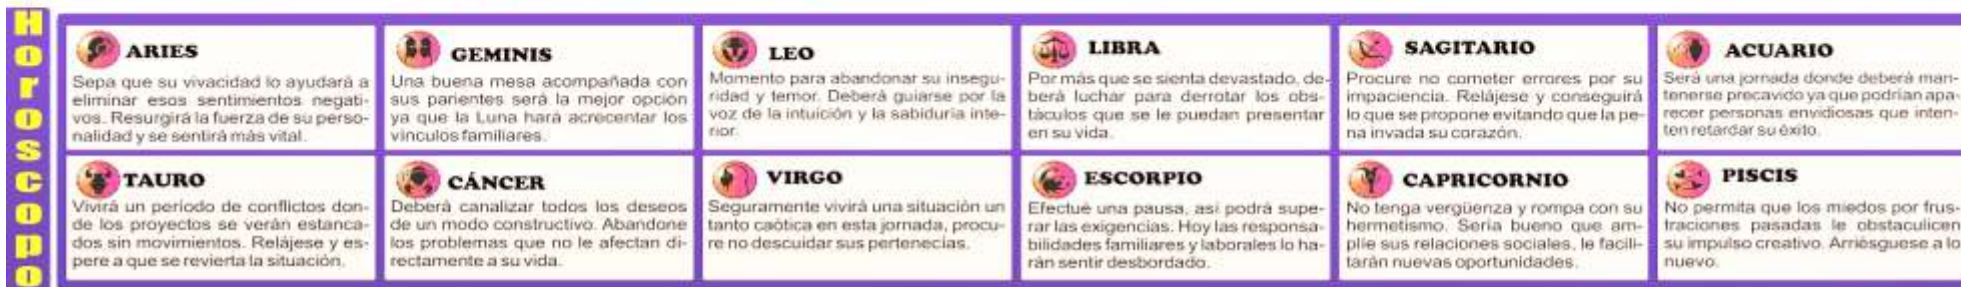 Horóscopo
ARIES
Sepa que su vivacidad lo ayudará a
eliminar esos sentimientos negati-
vos. Resurgirá la fuerza de su perso-
nalidad y se sentirá más vital.
TAURO
Vivirá un periodo de conflictos don-
de los proyectos se verán estanca-
dos sin movimientos. Relájese y es-
pere a que se revierta la situación.
GEMINIS
Una buena mesa acompañada con
sus parientes será la mejor opción
ya que la Luna hará acrecentar los
vínculos familiares.
CÁNCER
Deberá canalizar todos los deseos
de un modo constructivo. Abandone
los problemas que no le afectan di-
rectamente a su vida.
LEO
Momento para abandonar su insegu-
ridad y temor. Deberá guiarse por la
voz de la intuición y la sabiduría inte-
rior.
VIRGO
Seguramente vivirá una situación un
tanto caótica en esta jornada, procu-
re no descuidar sus pertenecías.
LIBRA
Por más que se sienta devastado, de-
berá luchar para derrotar los obs-
táculos que se le puedan presentar
en su vida.
ESCORPIO
Efectué una pausa, así podrá supe-
rar las exigencias. Hoy las responsa-
bilidades familiares y laborales lo ha-
rán sentir desbordado.
SAGITARIO
Procure no cometer errores por su
impaciencia. Relájese y conseguirá
lo que se propone evitando que la pe-
na invada su corazón.
CAPRICORNIO
No tenga vergüenza y rompa con su
hermetismo. Sería bueno que am-
plíe sus relaciones sociales, le facili-
tarán nuevas oportunidades.
ACUARIO
Será una jornada donde deberá man-
tenerse precavido ya que podrían apa-
recer personas envidiosas que inten-
ten retardar su éxito.
PISCIS
No permita que los miedos por frus-
traciones pasadas le obstaculicen
su impulso creativo. Arriésguese a lo
nuevo.